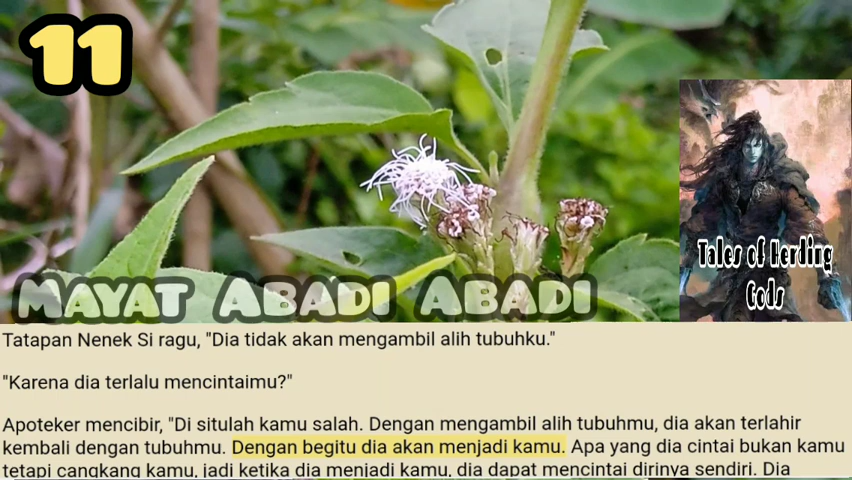 11
Tales of Herding
Gods
MAYAT ABADI ABADI
Tatapan Nenek Si ragu, "Dia tidak akan mengambil alih tubuhku."
"Karena dia terlalu mencintaimu?"
Apoteker mencibir, "Di situlah kamu salah. Dengan mengambil alih tubuhmu, dia akan terlahir
kembali dengan tubuhmu. Dengan begitu dia akan menjadi kamu. Apa yang dia cintai bukan kamu
tetapi cangkang kamu, jadi ketika dia menjadi kamu, dia dapat mencintai dirinya sendiri. Dia